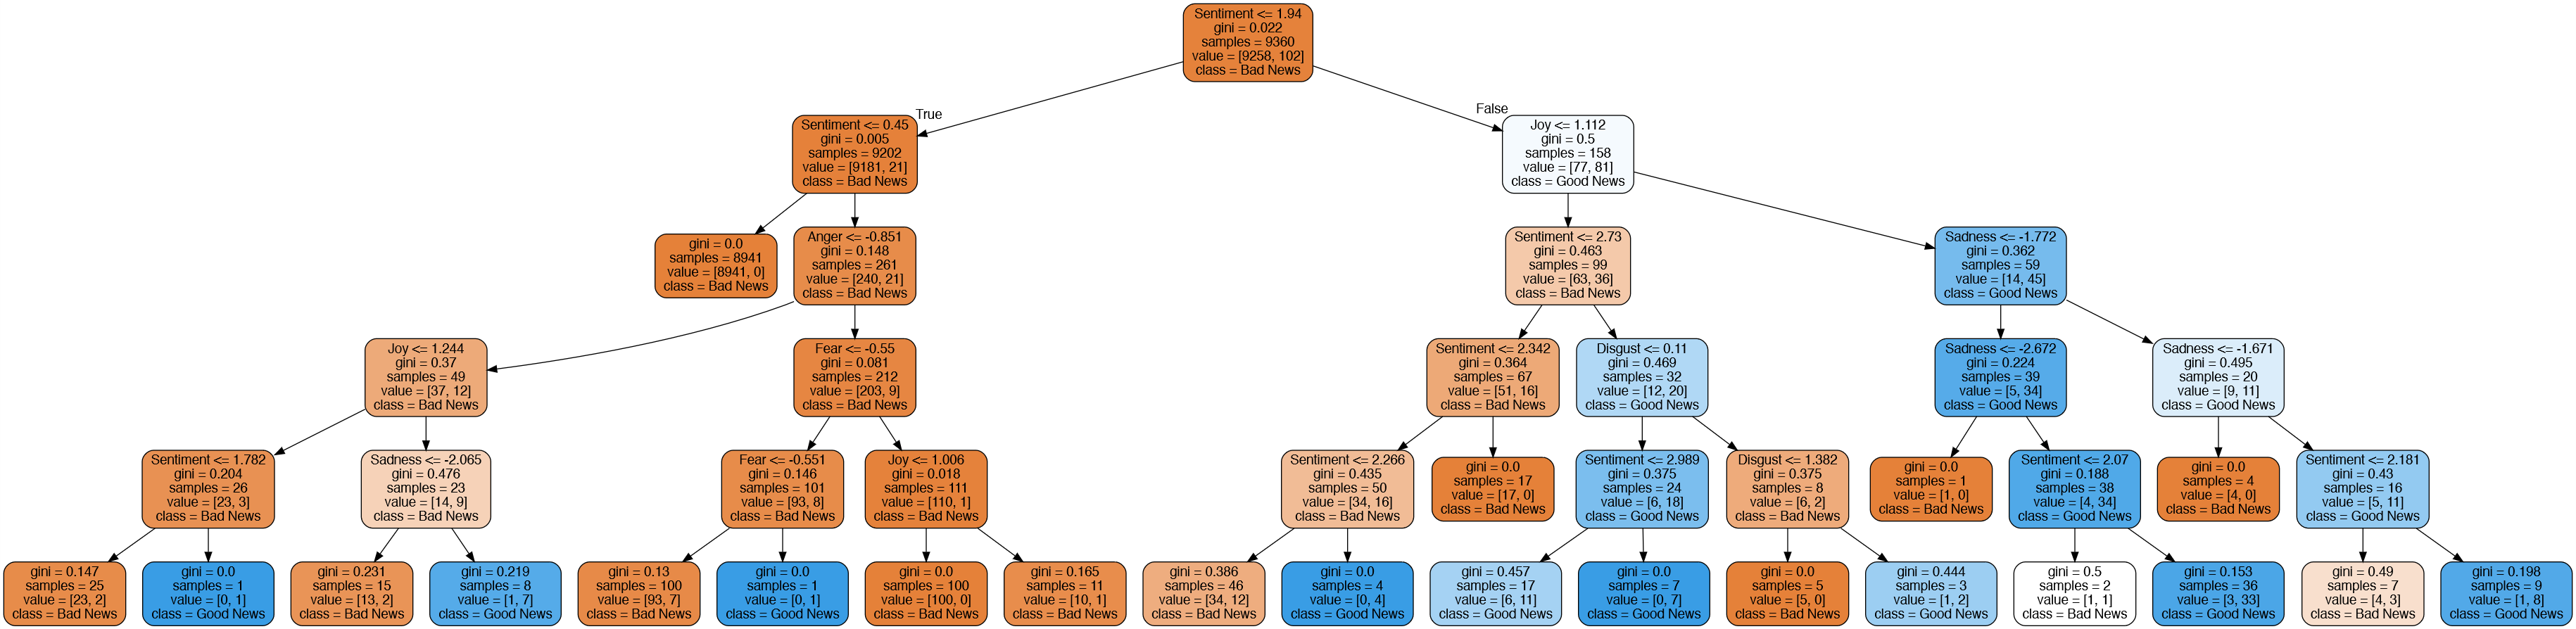 Sentiment <= 1.94
gini = 0.022
samples = 9360
value = [9258, 102]
class = Bad News
True
False
Sentiment <= 0.45
gini = 0.005
samples = 9202
value = [9181, 21]
class = Bad News
Joy <= 1.112
gini = 0.5
samples = 158
value = [77, 81]
class = Good News
gini = 0.0
samples = 8941
value = [8941, 0]
class = Bad News
Anger <= -0.851
gini = 0.148
samples = 261
value = [240, 21]
class = Bad News
Sentiment <= 2.73
gini = 0.463
samples = 99
value = [63, 36]
class = Bad News
Sadness <= -1.772
gini = 0.362
samples = 59
value = [14, 45]
class = Good News
Joy <= 1.244
gini = 0.37
samples = 49
value = [37, 12]
class = Bad News
Fear <= -0.55
gini = 0.081
samples = 212
value = [203, 9]
class = Bad News
Sentiment <= 2.342
gini = 0.364
samples = 67
value = [51, 16]
class = Bad News
Disgust <= 0.11
gini = 0.469
samples = 32
value = [12, 20]
class = Good News
Sadness <= -2.672
gini = 0.224
samples = 39
value = [5, 34]
class = Good News
Sadness <= -1.671
gini = 0.495
samples = 20
value = [9, 11]
class = Good News
Sentiment <= 1.782
gini = 0.204
samples = 26
value = [23, 3]
class = Bad News
Sadness <= -2.065
gini = 0.476
samples = 23
value = [14, 9]
class = Bad News
Fear <= -0.551
gini = 0.146
samples = 101
value = [93, 8]
class = Bad News
Joy <= 1.006
gini = 0.018
samples = 111
value = [110, 1]
class = Bad News
Sentiment <= 2.266
gini = 0.435
samples = 50
value = [34, 16]
class = Bad News
gini = 0.0
samples = 17
value = [17, 0]
class = Bad News
Sentiment <= 2.989
gini = 0.375
samples = 24
value = [6, 18]
class = Good News
Disgust <= 1.382
gini = 0.375
samples = 8
value = [6, 2]
class = Bad News
gini = 0.0
samples = 1
value = [1, 0]
class = Bad News
Sentiment <= 2.07
gini = 0.188
samples = 38
value = [4, 34]
class = Good News
gini = 0.0
samples = 4
value = [4, 0]
class = Bad News
Sentiment <= 2.181
gini = 0.43
samples = 16
value = [5, 11]
class = Good News
gini = 0.147
samples = 25
value = [23, 2]
class = Bad News
gini = 0.0
samples = 1
value = [0, 1]
class = Good News
gini = 0.231
samples = 15
value = [13, 2]
class = Bad News
gini = 0.219
samples = 8
value = [1, 7]
class = Good News
gini = 0.13
samples = 100
value = [93, 7]
class = Bad News
gini = 0.0
samples = 1
value = [0, 1]
class = Good News
gini = 0.0
samples = 100
value = [100, 0]
class = Bad News
gini = 0.165
samples = 11
value = [10, 1]
class = Bad News
gini = 0.386
samples = 46
value = [34, 12]
class = Bad News
gini = 0.0
samples = 4
value = [0, 4]
class = Good News
gini = 0.457
samples = 17
value = [6, 11]
class = Good News
gini = 0.0
samples = 7
value = [0, 7]
class = Good News
gini = 0.0
samples = 5
value = [5, 0]
class = Bad News
gini = 0.444
samples = 3
value = [1, 2]
class = Good News
gini = 0.5
samples = 2
value = [1, 1]
class = Bad News
gini = 0.153
samples = 36
value = [3, 33]
class = Good News
gini = 0.49
samples = 7
value = [4, 3]
class = Bad News
gini = 0.198
samples = 9
value = [1, 8]
class = Good News